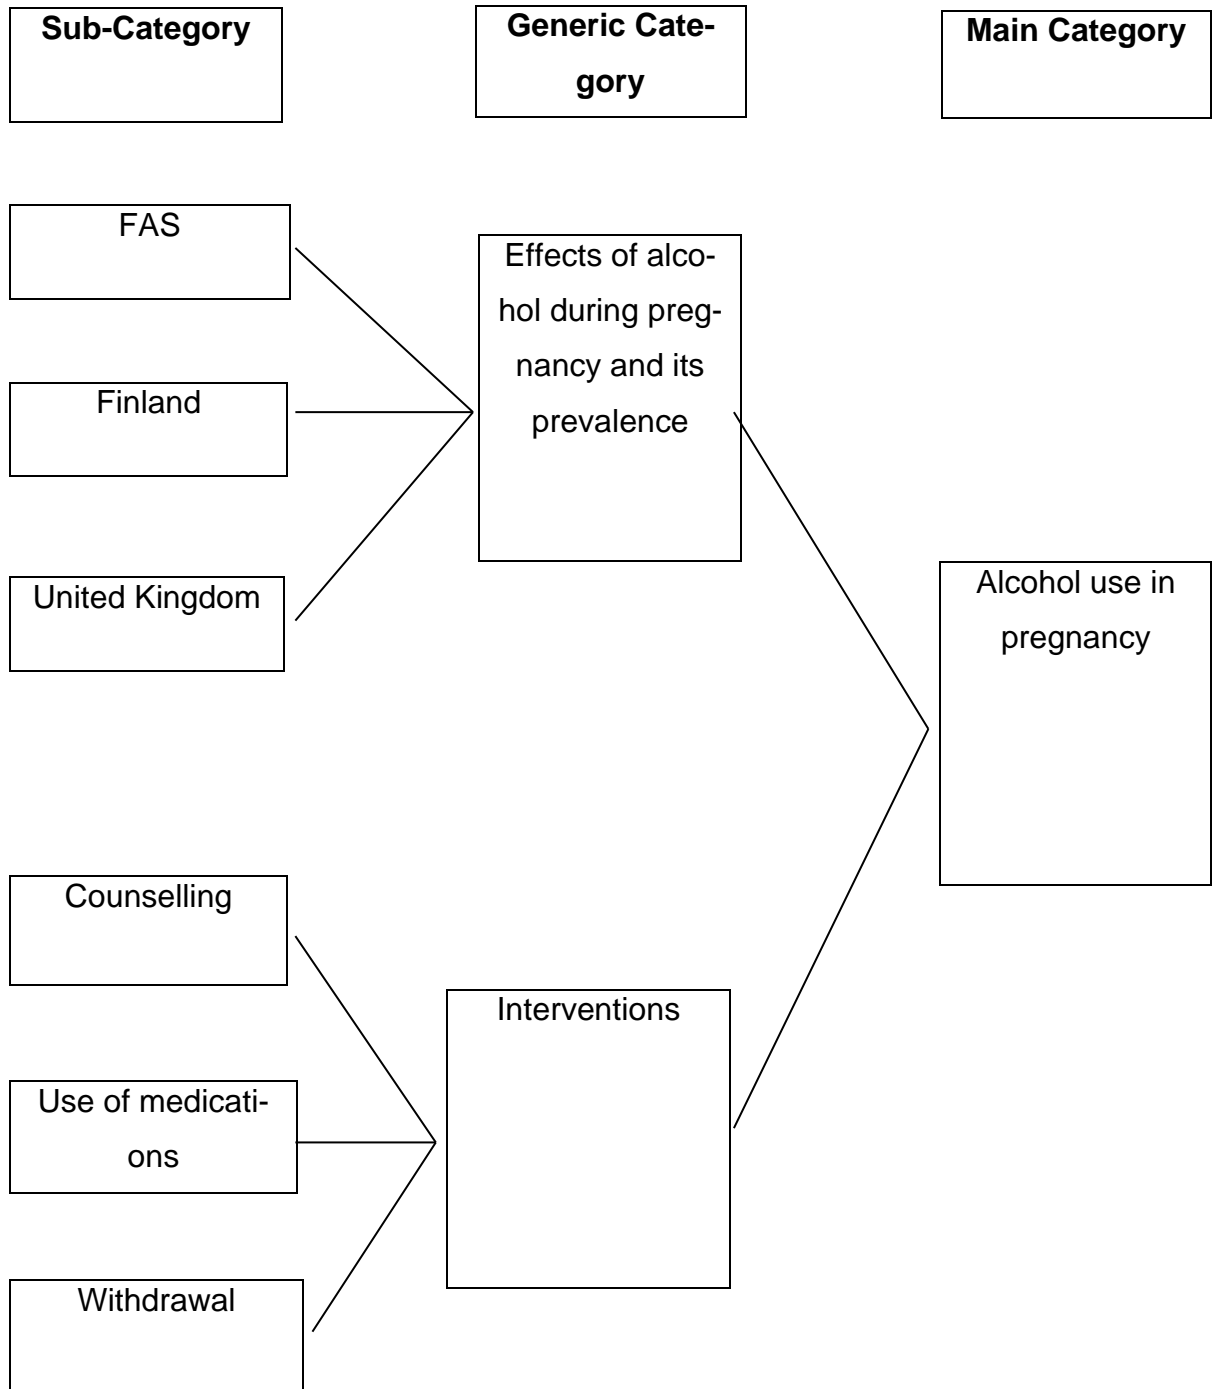 Sub-Category
Generic Cate-
gory
Main Category
FAS
Effects of alco-
hol during preg-
nancy and its
prevalence
Finland
United Kingdom
Alcohol use in
pregnancy
Counselling
Interventions
Use of medicati-
ons
Withdrawal